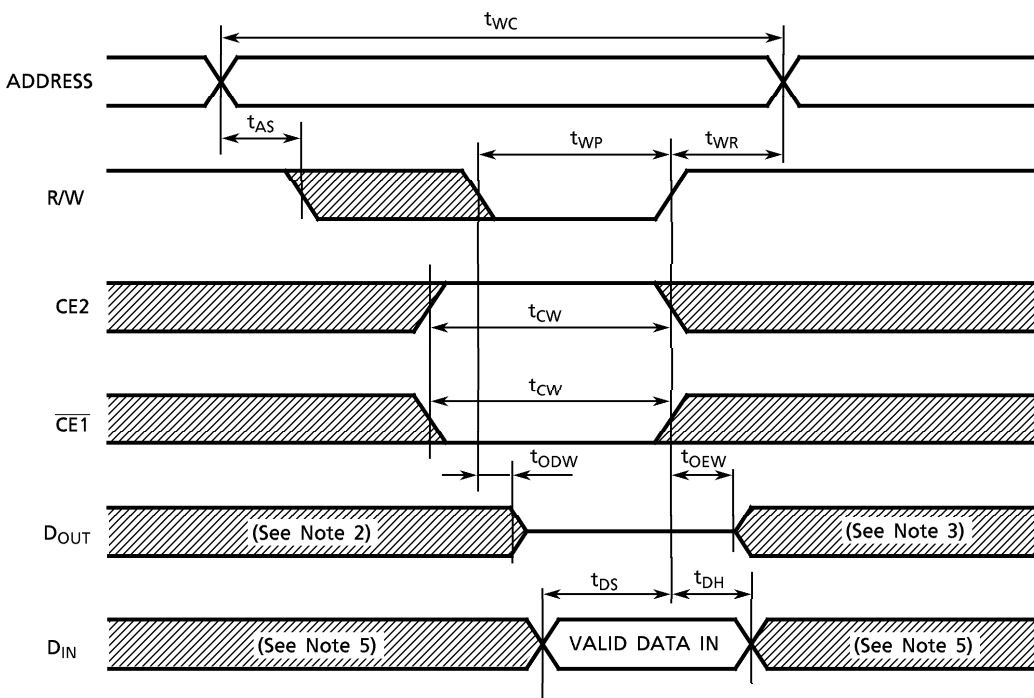 tWC
ADDRESS
tAS
tWP
tWR
R/W
CE2
tCW
tCW
CE1
tODW
tOEW
DOUT
(See Note 2)
(See Note 3)
tDS
tDH
DIN
(See Note 5)
VALID DATA IN
(See Note 5)